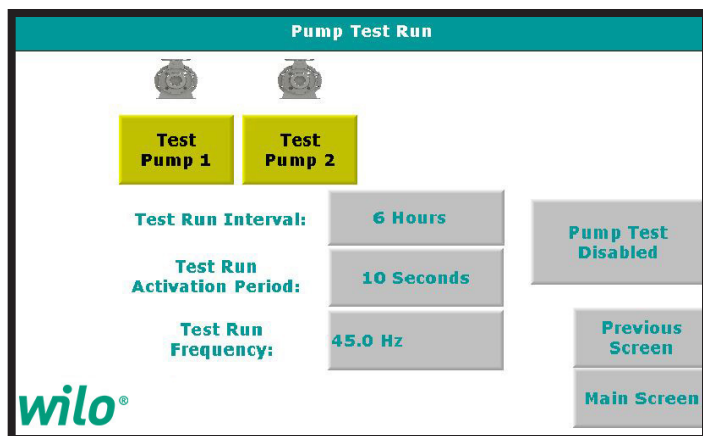 Pump Test Run
Test
Pump 1
Test
Pump 2
Test Run Interval:
6 Hours
Test Run
Activation Period:
10 Seconds
Test Run
Frequency:
45.0 Hz
Pump Test
Disabled
Previous
Screen
Main Screen
wilo®